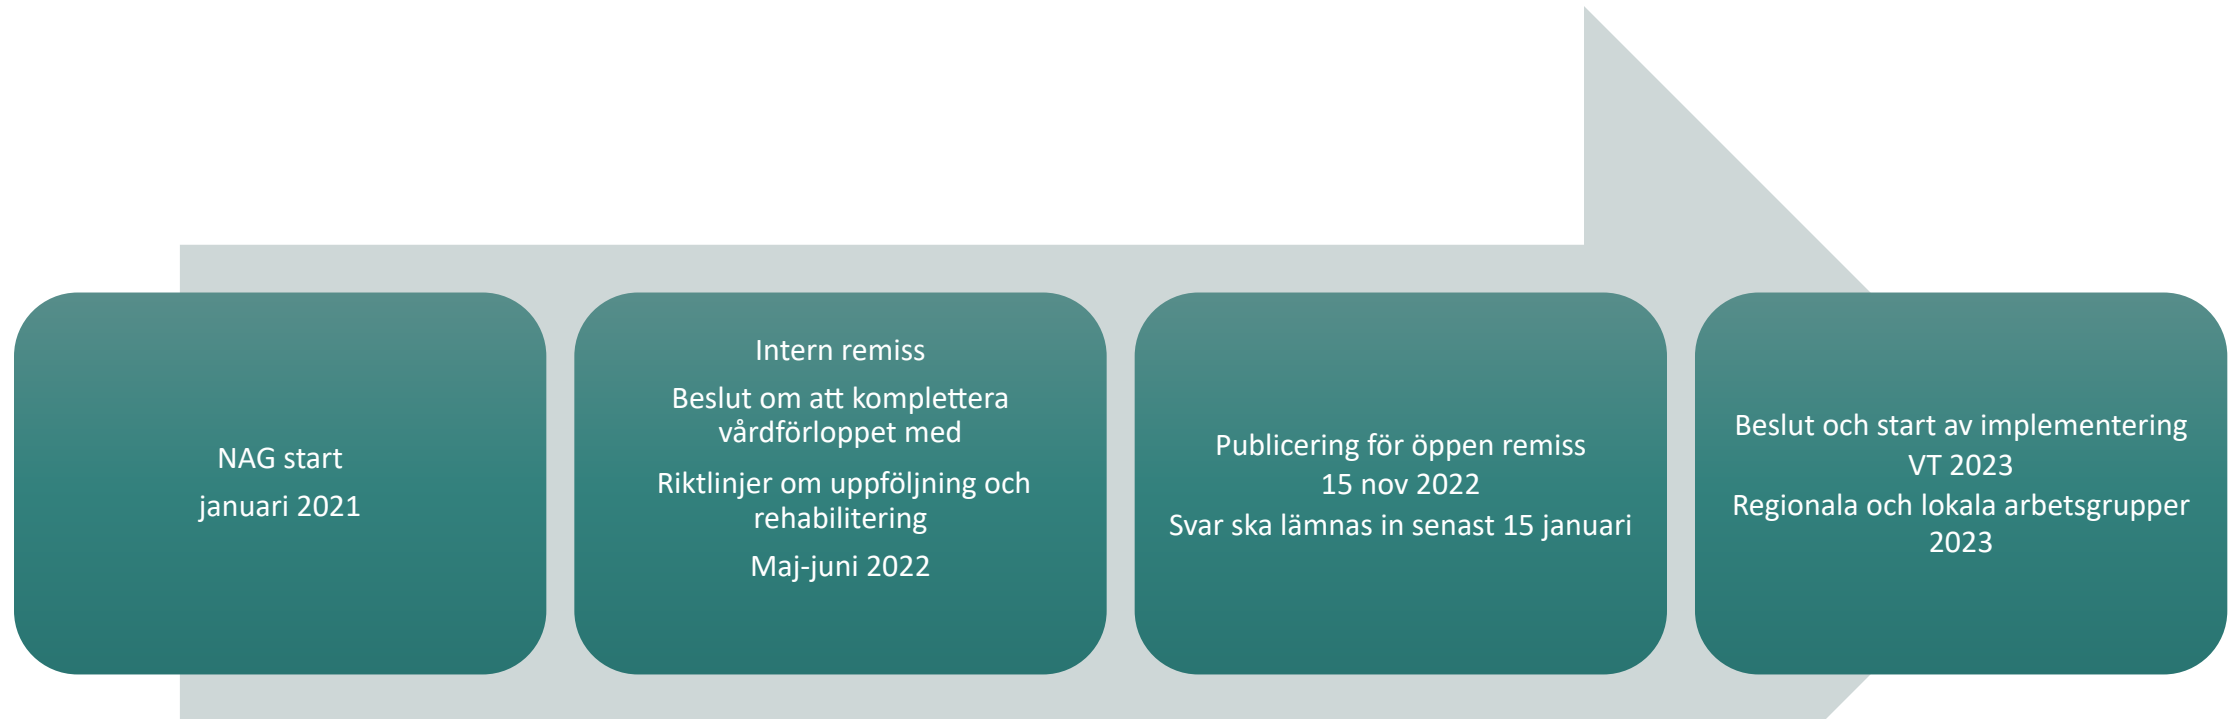 NAG start
januari 2021
Intern remiss
Beslut om att komplettera
vårdförloppet med
Riktlinjer om uppföljning och
rehabilitering
Maj-juni 2022
Publicering för öppen remiss
15 nov 2022
Svar ska lämnas in senast 15 januari
Beslut och start av implementering
VT 2023
Regionala och lokala arbetsgrupper
2023